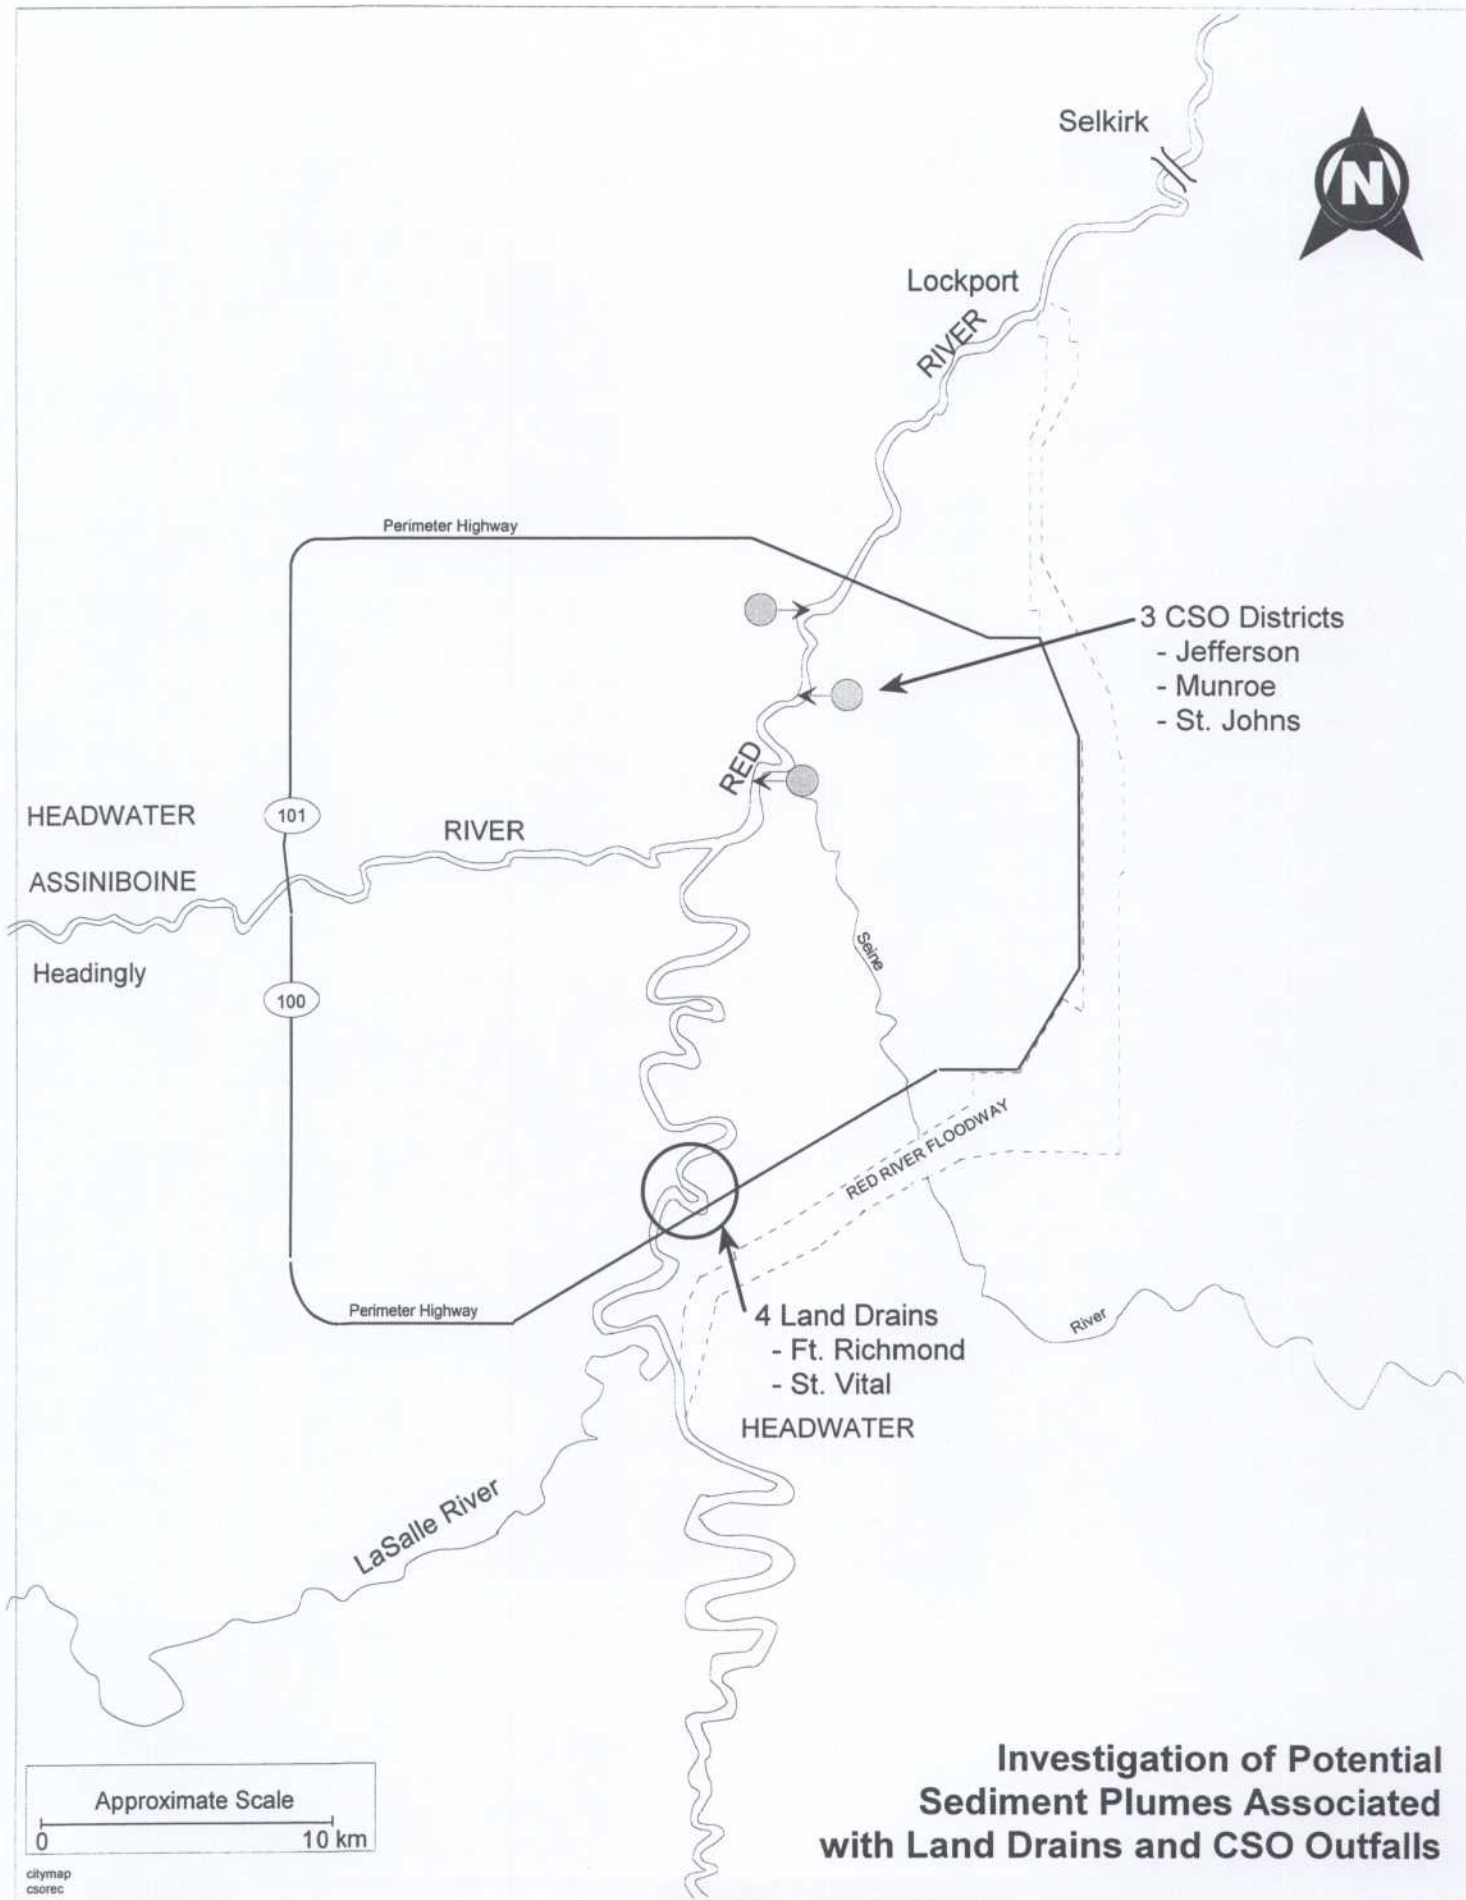 Selkirk
N
Lockport
RIVER
Perimeter Highway
3 CSO Districts
- Jefferson
- Munroe
- St. Johns
RED
HEADWATER
101
RIVER
ASSINIBOINE
Seine
Headingly
100
RED RIVER FLOODWAY
Perimeter Highway
4 Land Drains
- Ft. Richmond
- St. Vital
River
HEADWATER
LaSalle River
Investigation of Potential
Sediment Plumes Associated
with Land Drains and CSO Outfalls
Approximate Scale
0 10 km
citymap
csorec